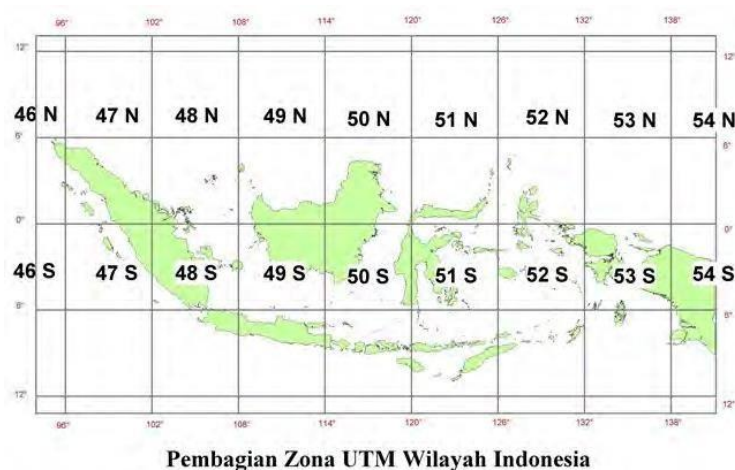 96° 102° 108° 114° 120° 126° 132° 138°
12° 12°
46 N 47 N 48 N 49 N 50 N 51 N 52 N 53 N 54 N
6° 6°
0° 0°
46 S 47 S 48 S 49 S 50 S 51 S 52 S 53 S 54 S
6° 6°
12° 12°
96° 102° 108° 114° 120° 126° 132° 138°
Pembagian Zona UTM Wilayah Indonesia